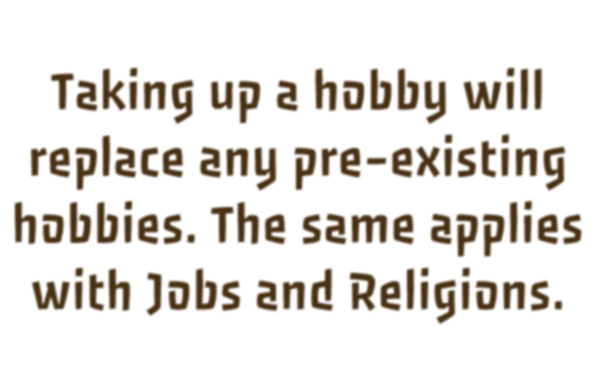 Taking up a hobby will
replace any pre-existing
hobbies. The same applies
with Jobs and Religions.